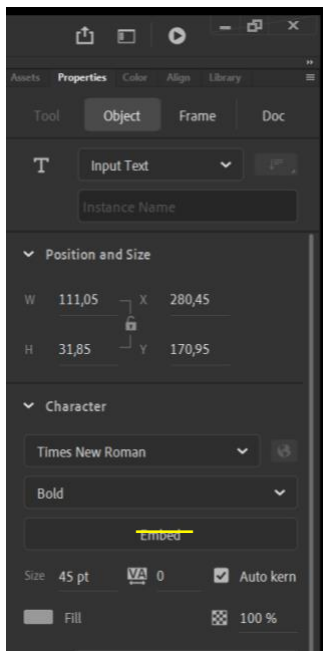 Assets Properties Color Align Library
Tool Object Frame Doc
T Input Text
Instance Name
Position and Size
W 111,05 X 280,45
H 31,85 Y 170,95
Character
Times New Roman
Bold
Embed
Size 45 pt VA 0 Auto kern
Fill 100 %